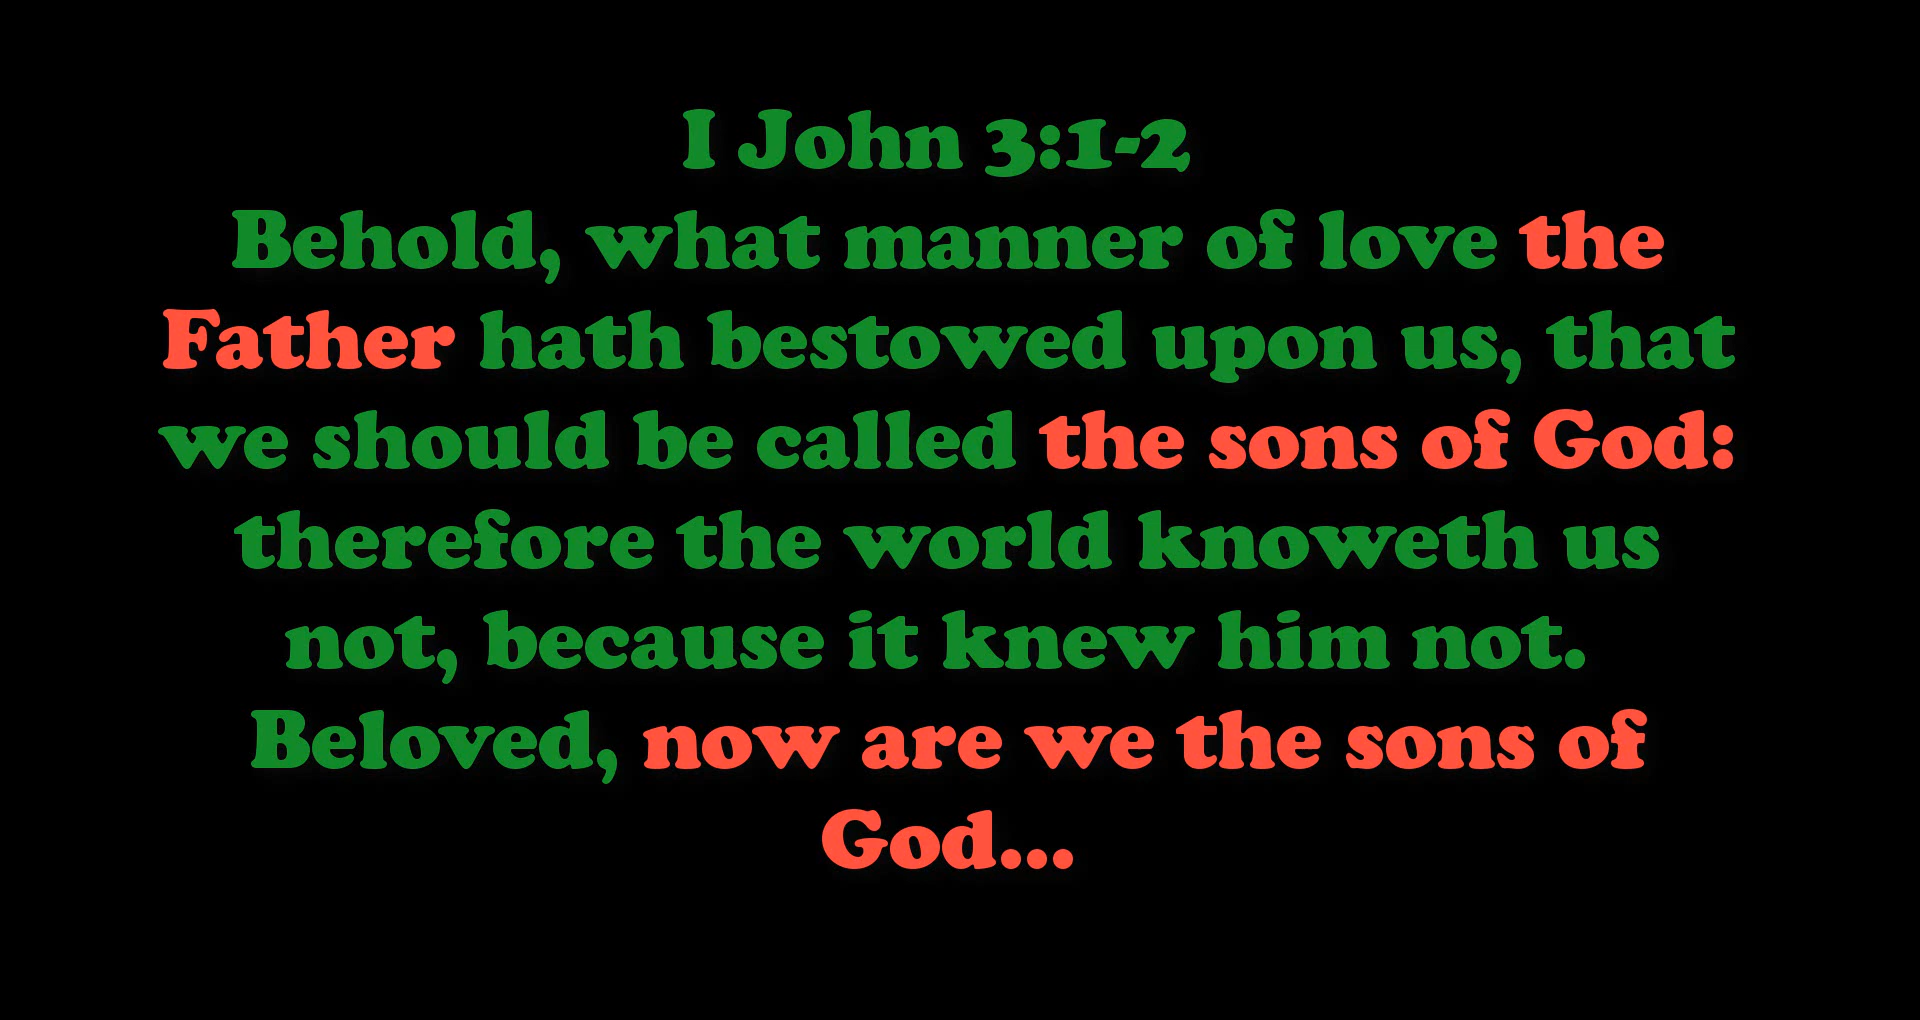 I John 3:1-2
Behold, what manner of love the
Father hath bestowed upon us, that
we should be called the sons of God:
therefore the world knoweth us
not, because it knew him not.
Beloved, now are we the sons of
God...